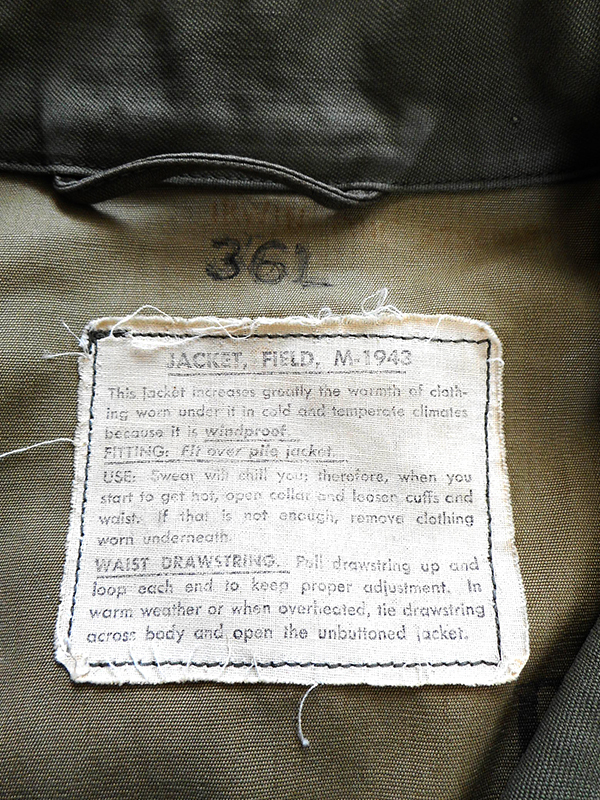 36L
JACKET, FIELD, M-1943
This jacket increases greatly the warmth of cloth-
ing worn under it in cold and temperate climates
because it is windproof.
FITTING: Fit over pile jacket.
USE: Swear will chill you; therefore, when you
start to get hot, open collar and loosen cuffs and
waist. If that is not enough, remove clothing
worn underneath.
WAIST DRAWSTRING. Pull drawstring up and
loop each end to keep proper adjustment. In
warm weather or when overheated, tie drawstring
across body and open the unbuttoned jacket.